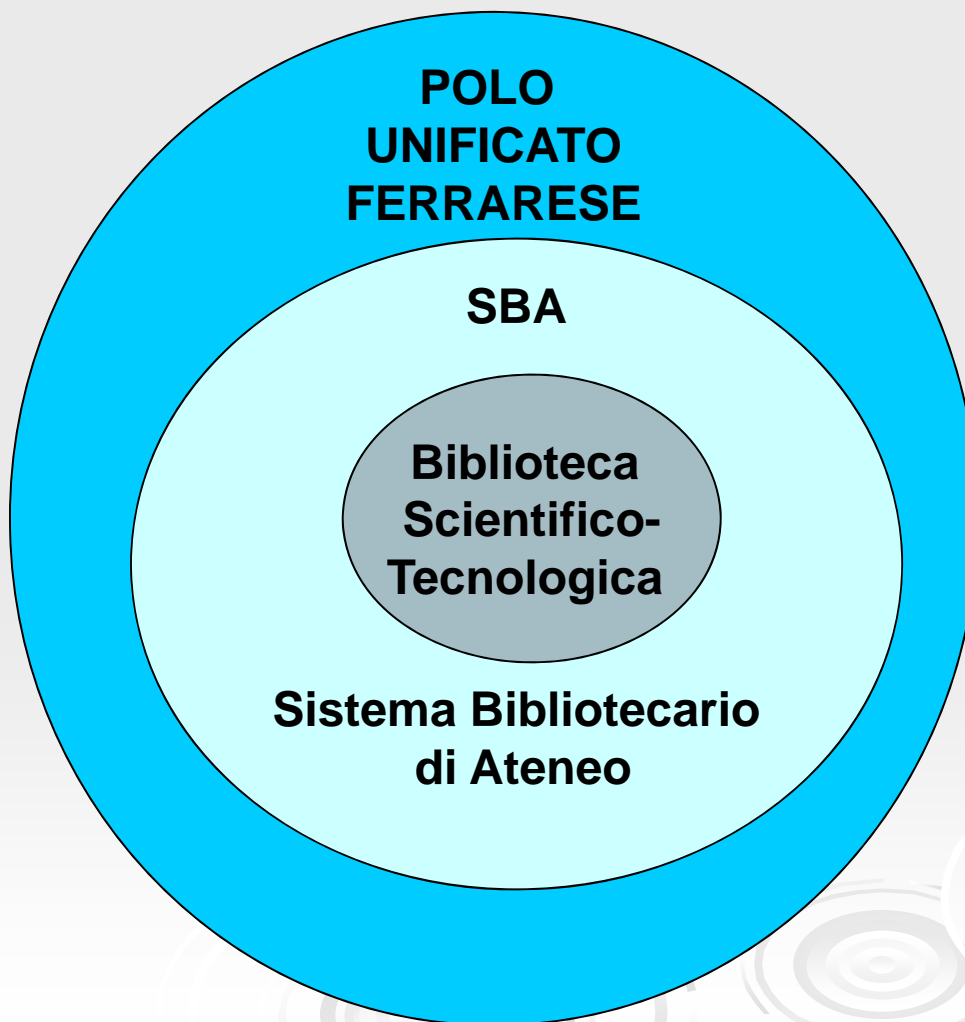 POLO
UNIFICATO
FERRARESE
SBA
Biblioteca
Scientifico-
Tecnologica
Sistema Bibliotecario
di Ateneo